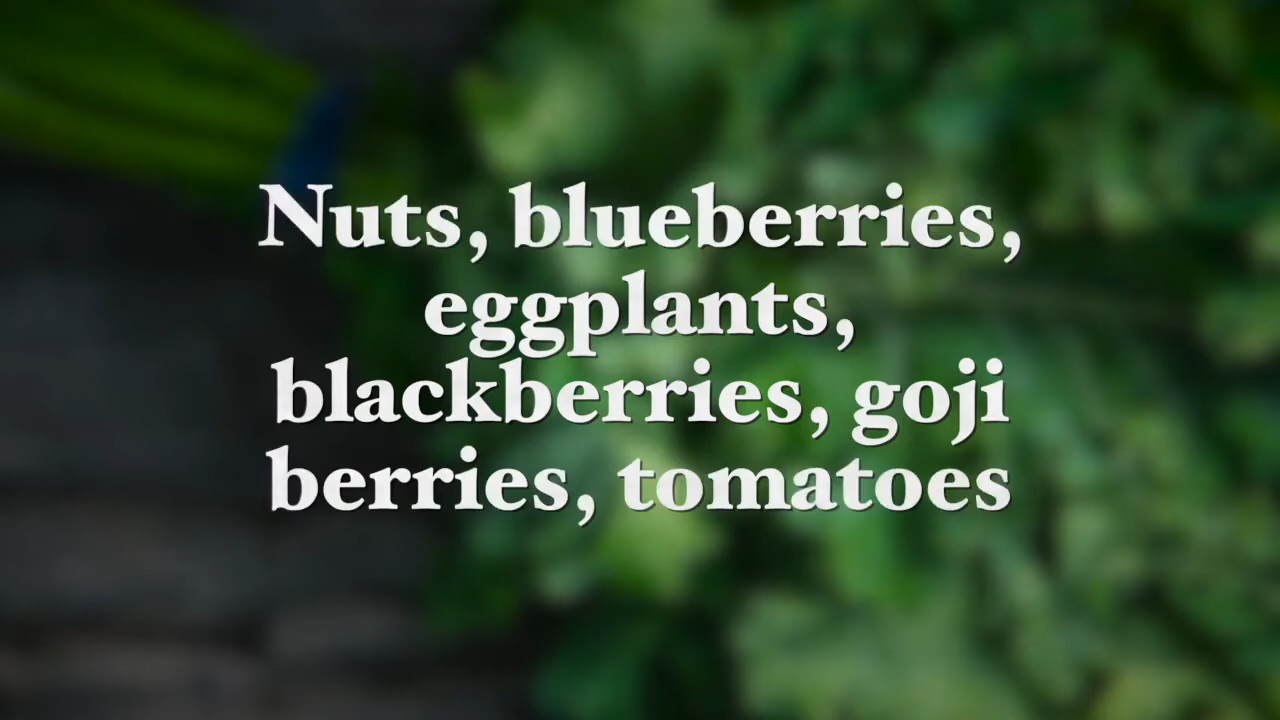 Nuts, blueberries,
eggplants,
blackberries, goji
berries, tomatoes